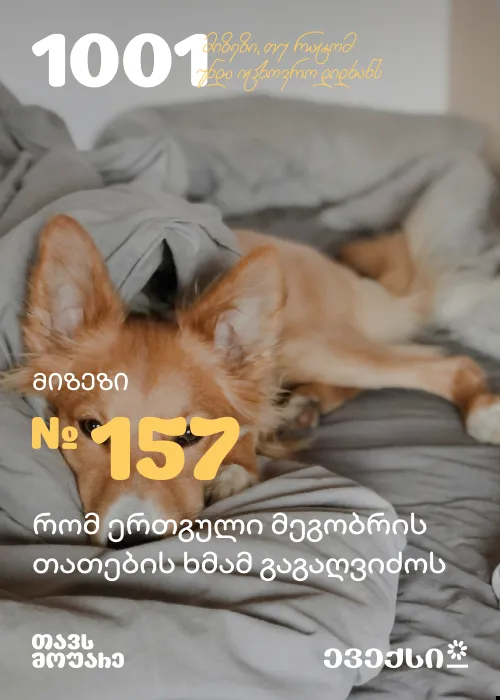 1001 მიზეზი, თუ რატომ
უნდა იცხოვრო დიდხანს
მიზეზი
№ 157
რომ ერთგული მეგობრის
თათების ხმამ გაგაღვიძოს
თავს
მოუარე
ევექსი